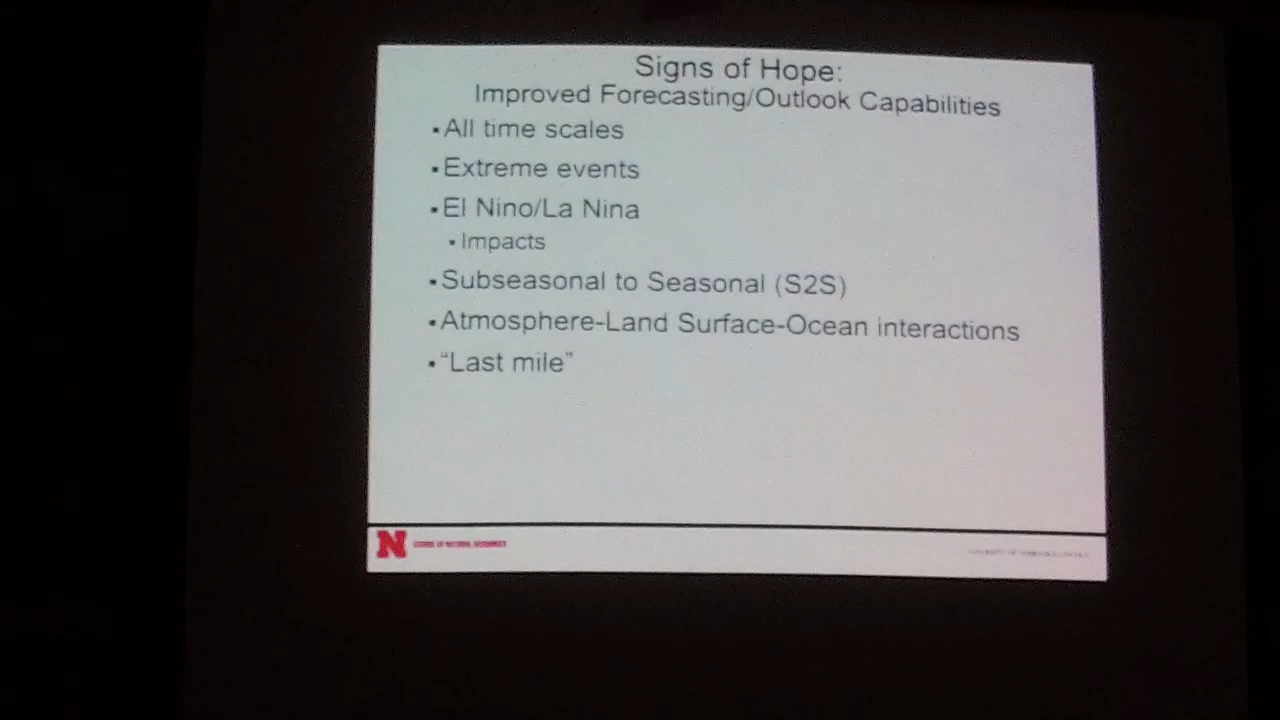 Signs of Hope:
Improved Forecasting/Outlook Capabilities
▪All time scales
▪Extreme events
▪El Nino/La Nina
▪Impacts
▪Subseasonal to Seasonal (S2S)
▪Atmosphere-Land Surface-Ocean interactions
▪“Last mile”
N